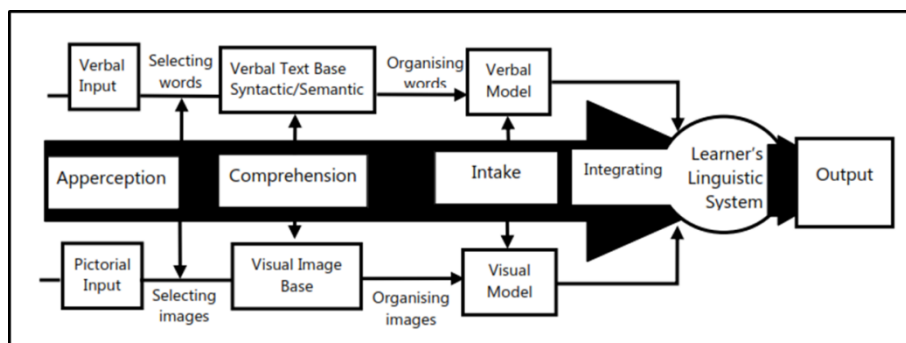 Verbal
Input
Selecting
words
Verbal Text Base
Syntactic/Semantic
Organising
words
Verbal
Model
Apperception
Comprehension
Intake
Integrating
Learner's
Linguistic
System
Output
Pictorial
Input
Selecting
images
Visual Image
Base
Organising
images
Visual
Model